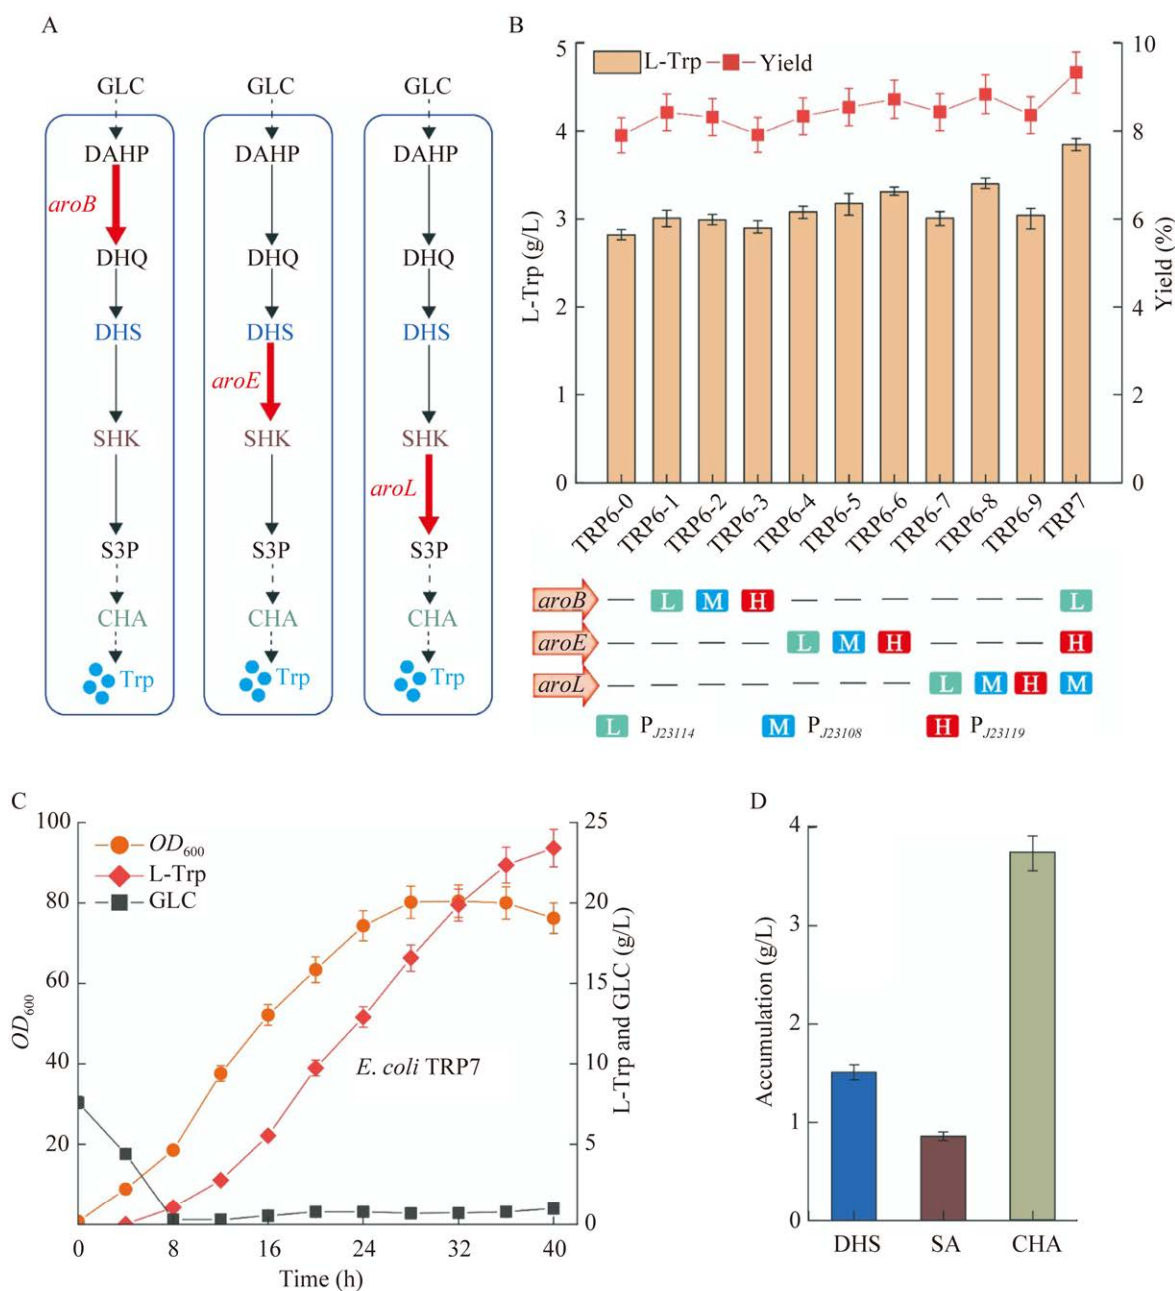 A
GLC GLC GLC
DAHP DAHP DAHP
aroB
DHQ DHQ DHQ
DHS DHS DHS
aroE
SHK SHK SHK
aroL
S3P S3P S3P
CHA CHA CHA
Trp Trp Trp
B
L-Trp Yield
5 10
4 8
3 6
2 4
1 2
0 0
L-Trp (g/L)
Yield (%)
TRP6-0 TRP6-1 TRP6-2 TRP6-3 TRP6-4 TRP6-5 TRP6-6 TRP6-7 TRP6-8 TRP6-9 TRP7
aroB — L M H — — — — — — L
aroE — — — — L M H — — — H
aroL — — — — — — — L M H M
L PJ23114 M PJ23108 H PJ23119
C
OD600
L-Trp
GLC
100 25
80 20
60 15
40 10
20 5
0
OD600
L-Trp and GLC (g/L)
E. coli TRP7
0 8 16 24 32 40
Time (h)
D
4
3
2
1
0
Accumulation (g/L)
DHS SA CHA